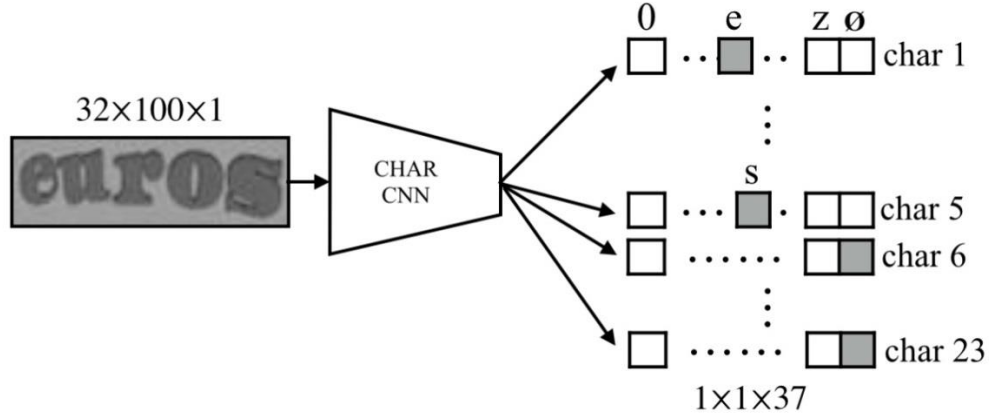 0 e z ø
... .. char 1
32×100×1
euros
CHAR
CNN
s
... . char 5
...... char 6
...... char 23
1×1×37